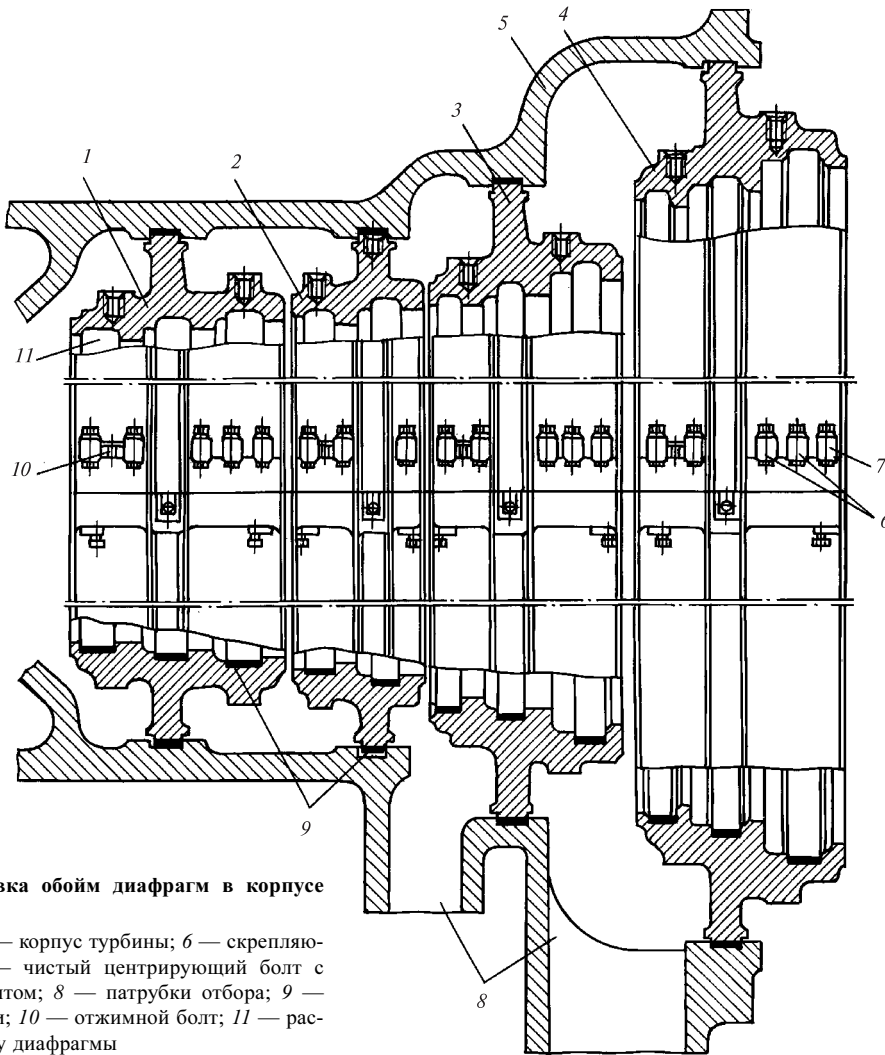 5
4
3
2
1
11
10
7
6
9
8
вка обойм диафрагм в корпусе
— корпус турбины; 6 — скрепляю-
— чистый центрирующий болт с
нтом; 8 — патрубки отбора; 9 —
и; 10 — отжимной болт; 11 — рас-
у диафрагмы